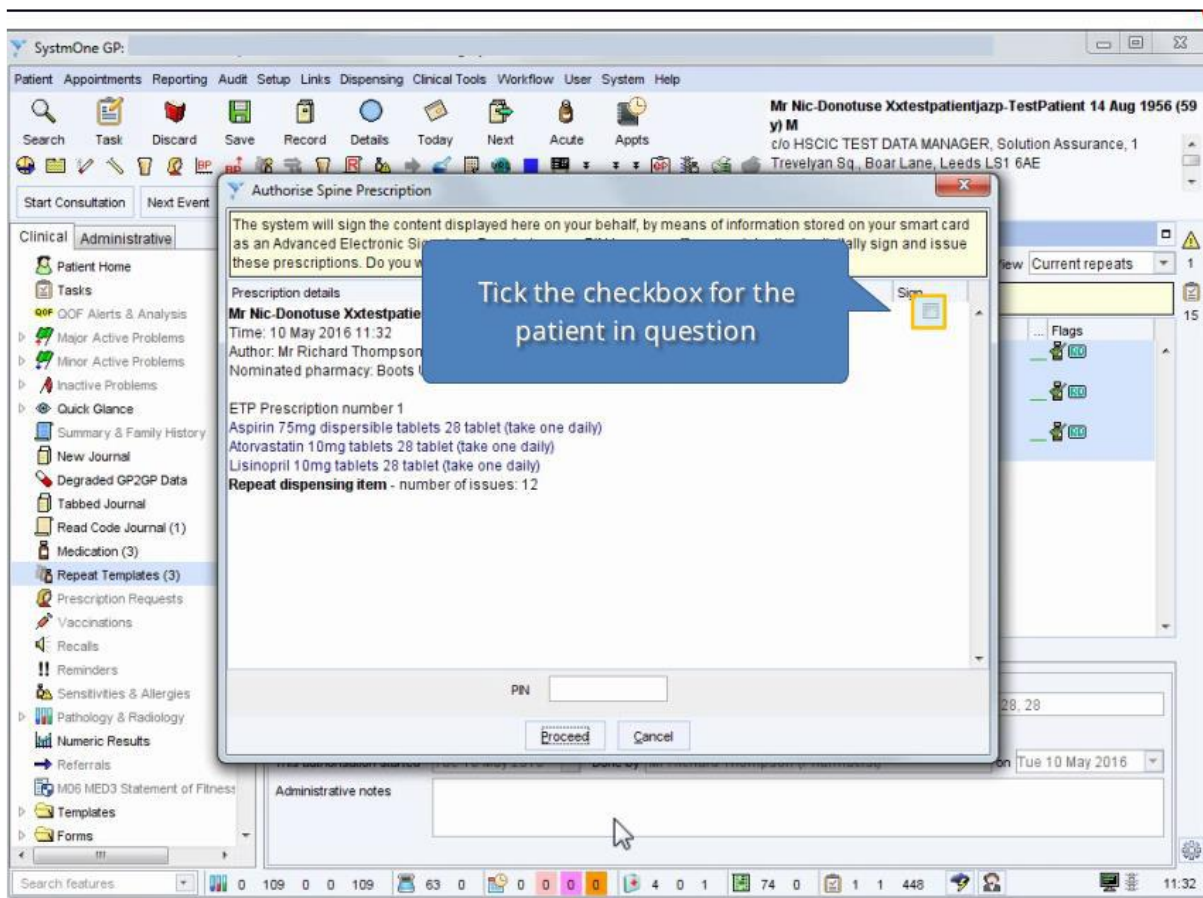 SystmOne GP:
Patient Appointments Reporting Audit Setup Links Dispensing Clinical Tools Workflow User System Help
Search Task Discard Save Record Details Today Next Acute Appts
Mr Nic-Donotuse Xxtestpatientjazp-TestPatient 14 Aug 1956 (59
y) M
c/o HSCIC TEST DATA MANAGER, Solution Assurance, 1
Trevelyan Sq., Boar Lane, Leeds LS1 6AE
Start Consultation Next Event
Authorise Spine Prescription
The system will sign the content displayed here on your behalf, by means of information stored on your smart card
as an Advanced Electronic
ally sign and issue
these prescriptions. Do you
Tick the checkbox for the
patient in question
Prescription details Sign
Mr Nic-Donotuse
Time: 10 May 2016 11:32
Author: Mr Richard Thompson
Nominated pharmacy: Boots
ETP Prescription number 1
Aspirin 75mg dispersible tablets 28 tablet (take one daily)
Atorvastatin 10mg tablets 28 tablet (take one daily)
Lisinopril 10mg tablets 28 tablet (take one daily)
Repeat dispensing item - number of issues: 12
PIN
Proceed Cancel
Clinical Administrative
Patient Home
Tasks
QOF QOF Alerts & Analysis
Major Active Problems
Minor Active Problems
Inactive Problems
Quick Glance
Summary & Family History
New Journal
Degraded GP2GP Data
Tabbed Journal
Read Code Journal (1)
Medication (3)
Repeat Templates (3)
Prescription Requests
Vaccinations
Recalls
Reminders
Sensitivities & Allergies
Pathology & Radiology
Numeric Results
Referrals
M06 MED3 Statement of Fitness
Templates
Forms
Current repeats
1
15
... Flags
RD
RD
RD
28, 28
on Tue 10 May 2016
Administrative notes
Search features 0 109 0 0 109 63 0 0 0 0 0 4 0 1 74 0 1 1 448 11:32